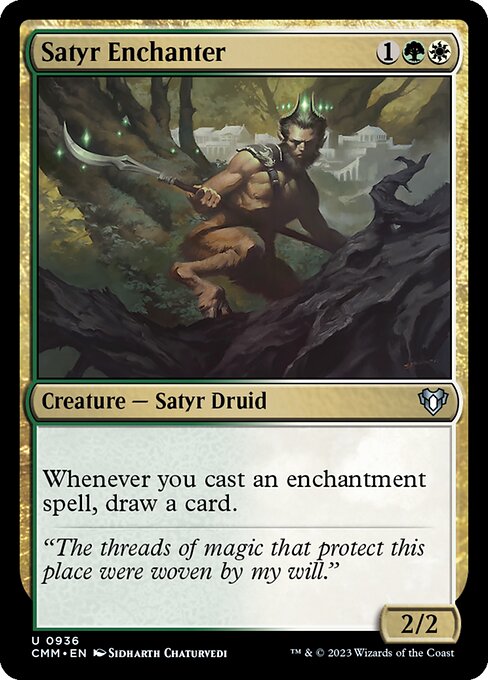 Satyr Enchanter 1
Creature — Satyr Druid
Whenever you cast an enchantment
spell, draw a card.
“The threads of magic that protect this
place were woven by my will.”
2/2
U 0936
CMM • EN Sidharth Chaturvedi
™ & © 2023 Wizards of the Coast